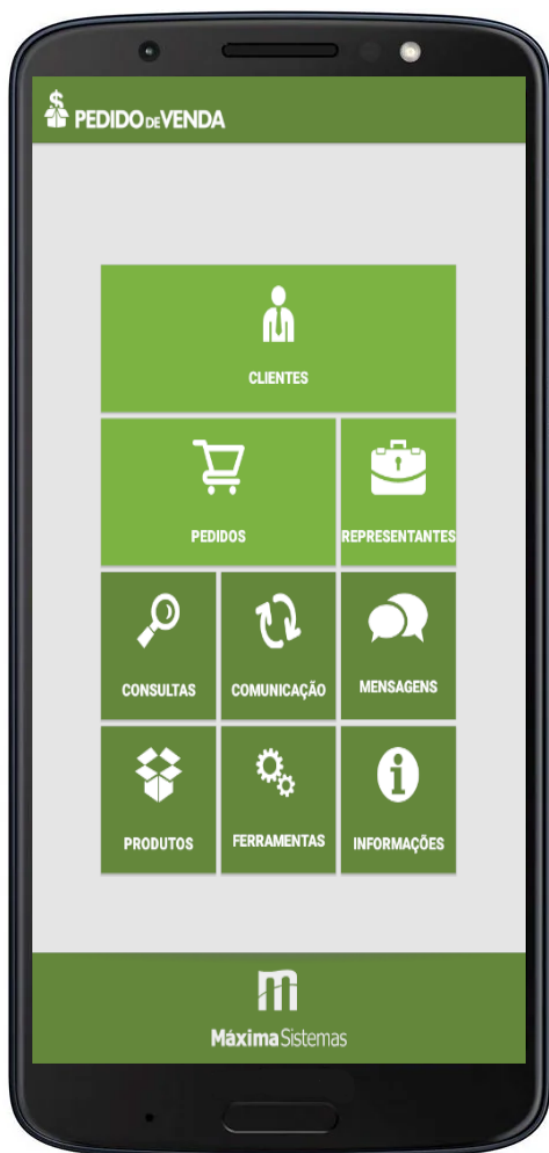 PEDIDO DE VENDA
CLIENTES
PEDIDOS
REPRESENTANTES
CONSULTAS
COMUNICAÇÃO
MENSAGENS
PRODUTOS
FERRAMENTAS
INFORMAÇÕES
Máxima Sistemas